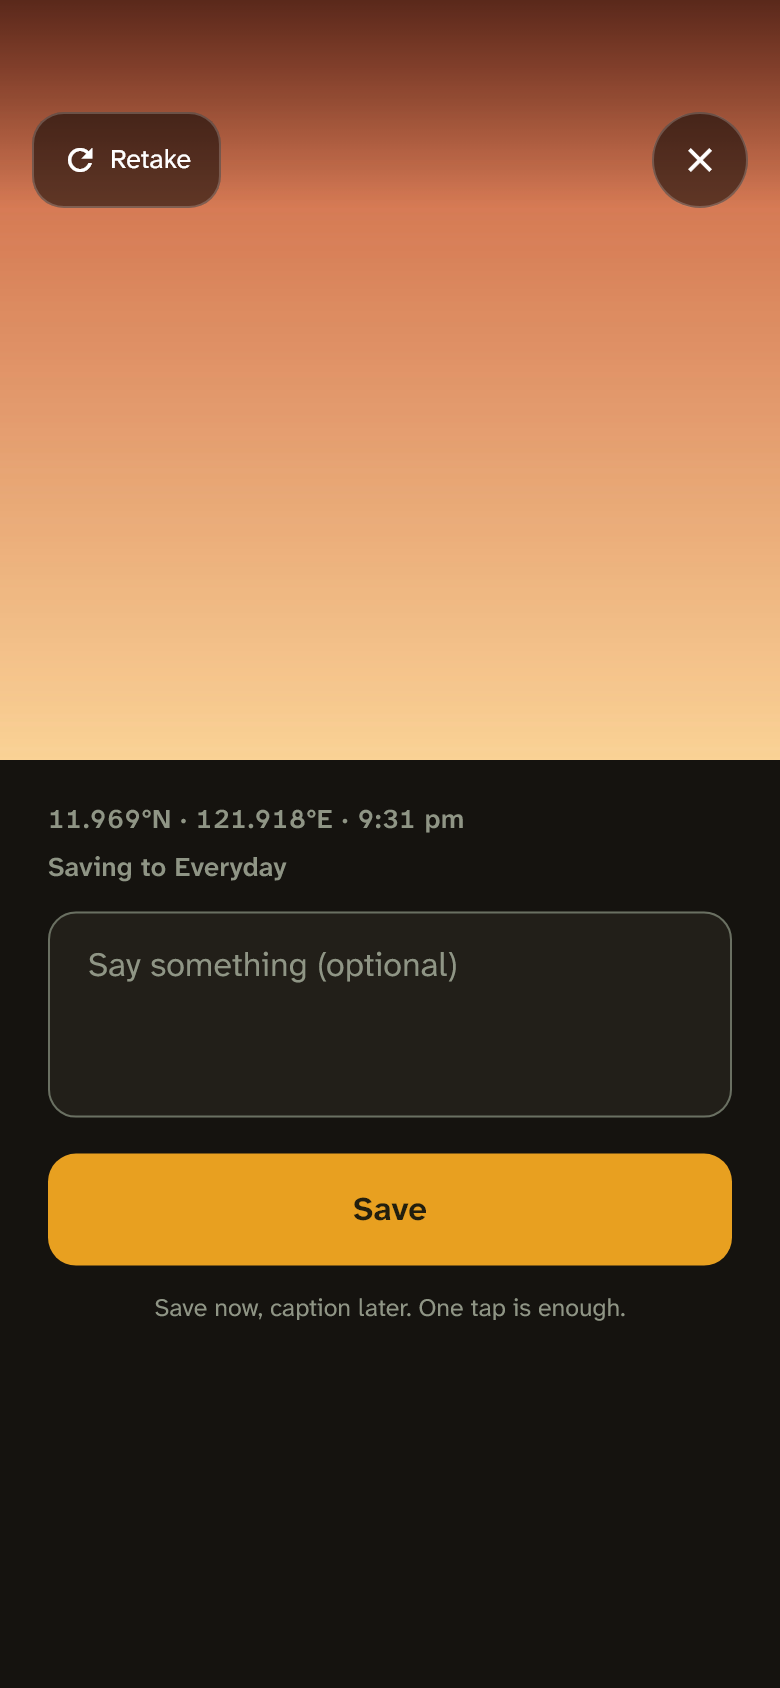 Retake
11.969°N · 121.918°E · 9:31 pm
Saving to Everyday
Say something (optional)
Save
Save now, caption later. One tap is enough.